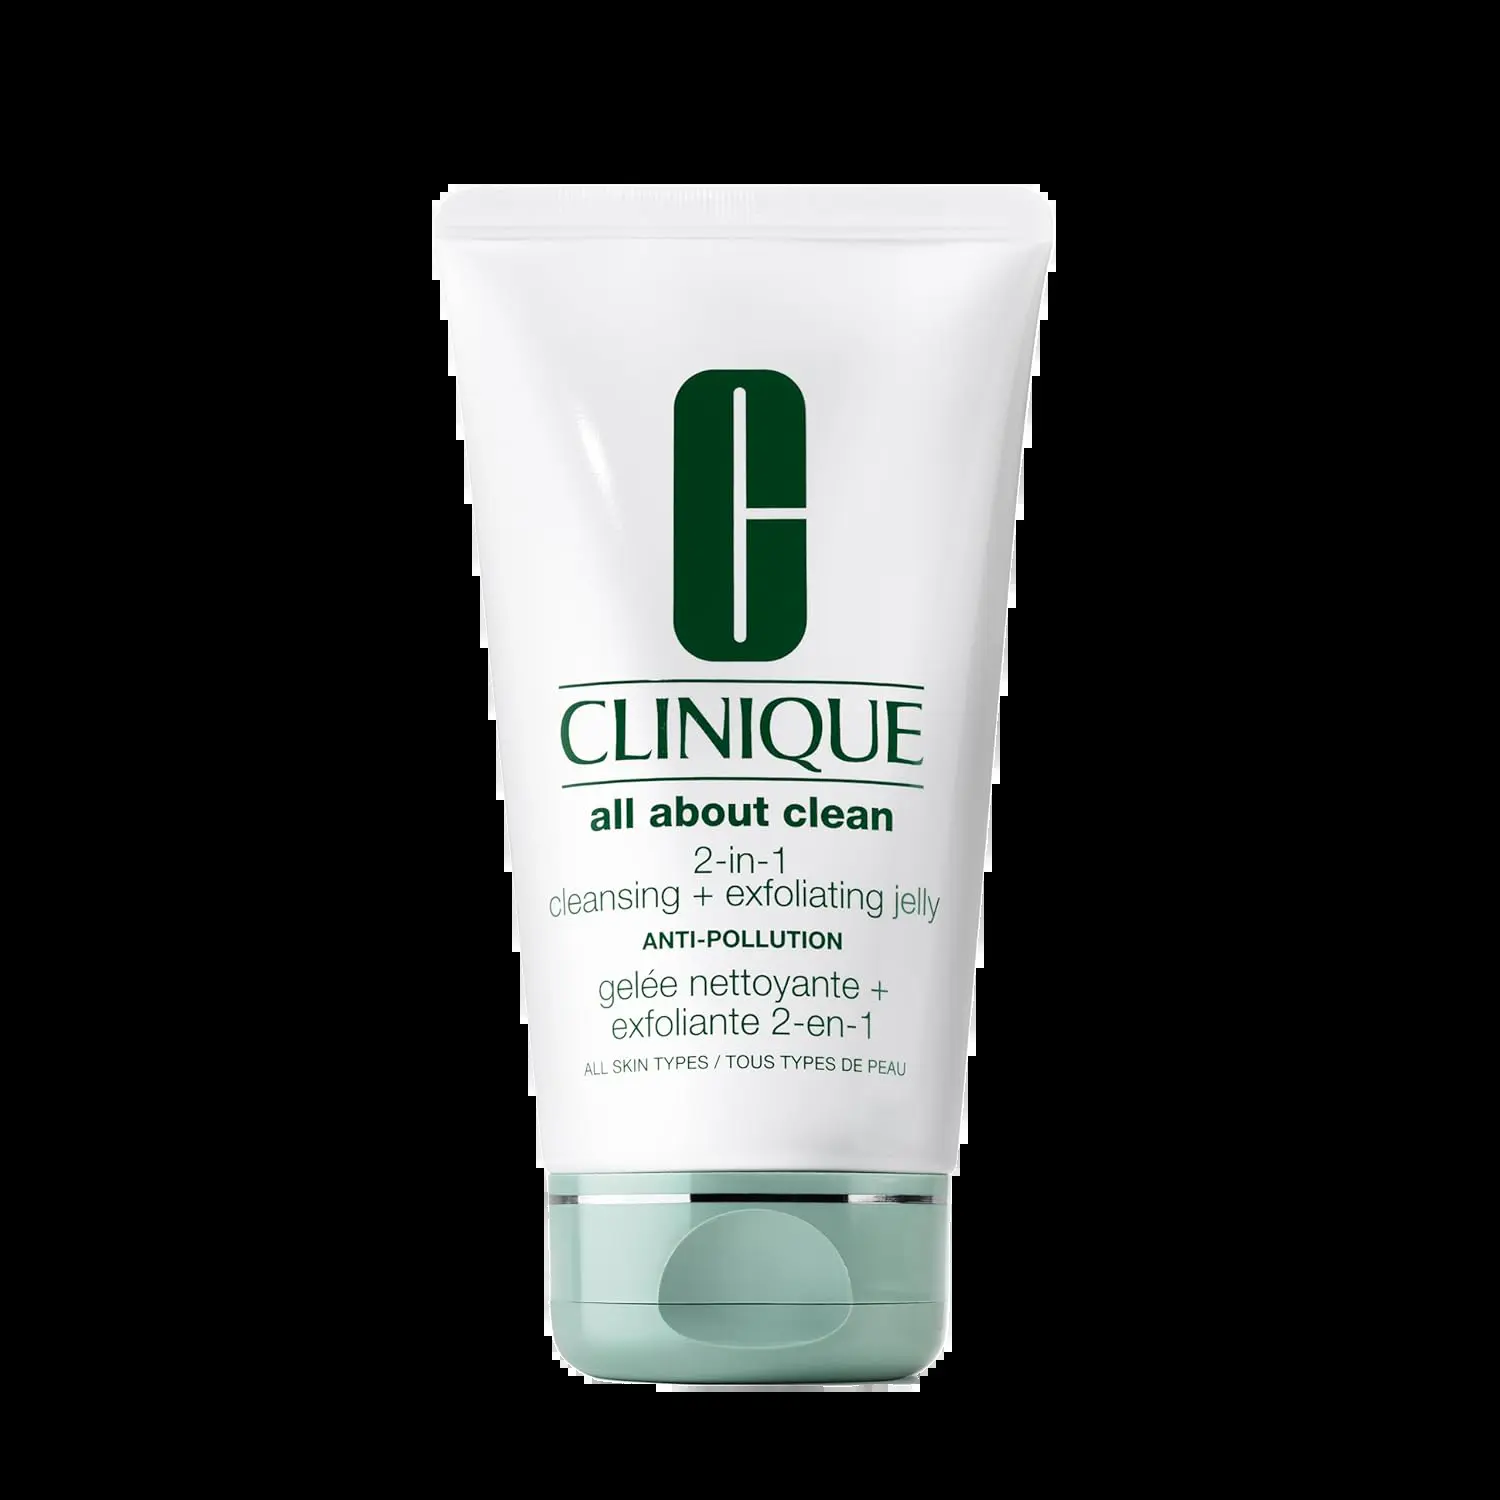 C
CLINIQUE
all about clean
2-in-1
cleansing + exfoliating jelly
ANTI-POLLUTION
gelée nettoyante +
exfoliante 2-en-1
ALL SKIN TYPES / TOUS TYPES DE PEAU